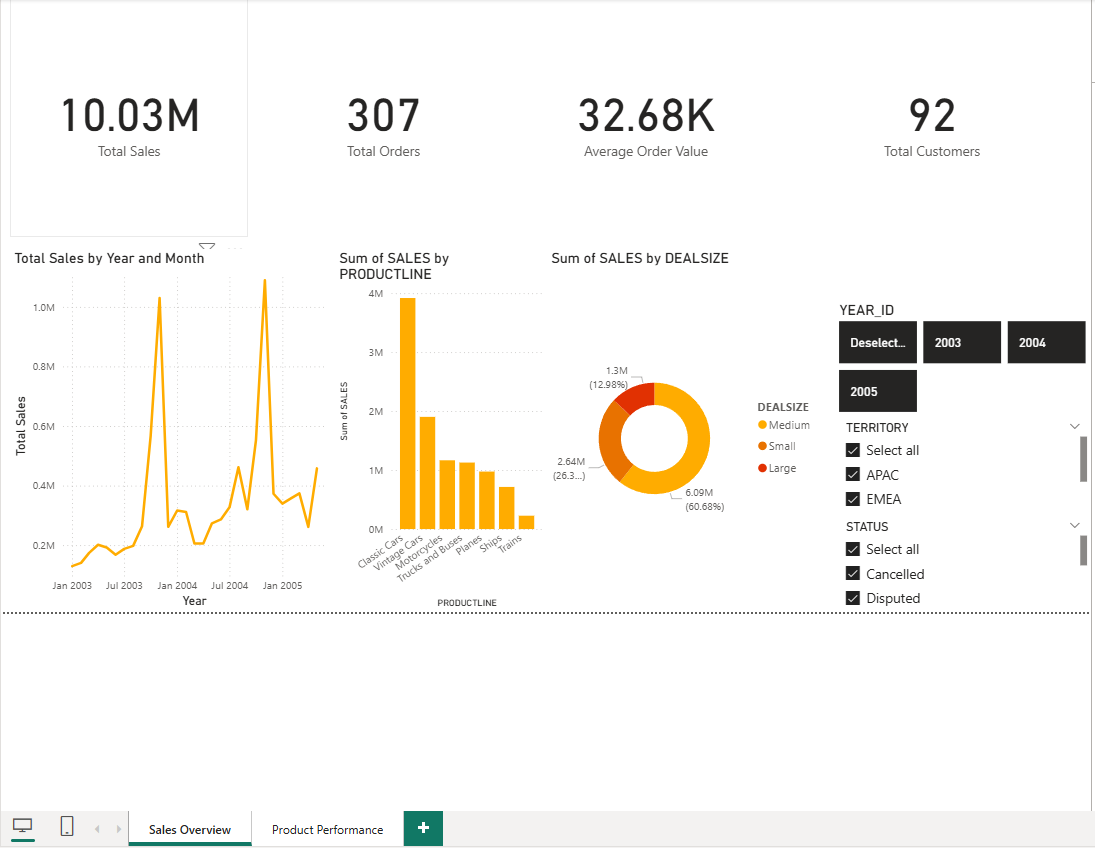 10.03M
Total Sales
307
Total Orders
32.68K
Average Order Value
92
Total Customers
Total Sales by Year and Month
1.0M
0.8M
0.6M
0.4M
0.2M
Total Sales
Jan 2003
Jul 2003
Jan 2004
Jul 2004
Jan 2005
Year
Sum of SALES by
PRODUCTLINE
4M
3M
2M
1M
0M
Sum of SALES
Classic Cars
Vintage Cars
Motorcycles
Trucks and Buses
Planes
Ships
Trains
PRODUCTLINE
Sum of SALES by DEALSIZE
1.3M
(12.98%)
2.64M
(26.3...)
6.09M
(60.68%)
DEALSIZE
Medium
Small
Large
YEAR_ID
Deselect...
2003
2004
2005
TERRITORY
Select all
APAC
EMEA
STATUS
Select all
Cancelled
Disputed
Sales Overview
Product Performance
+